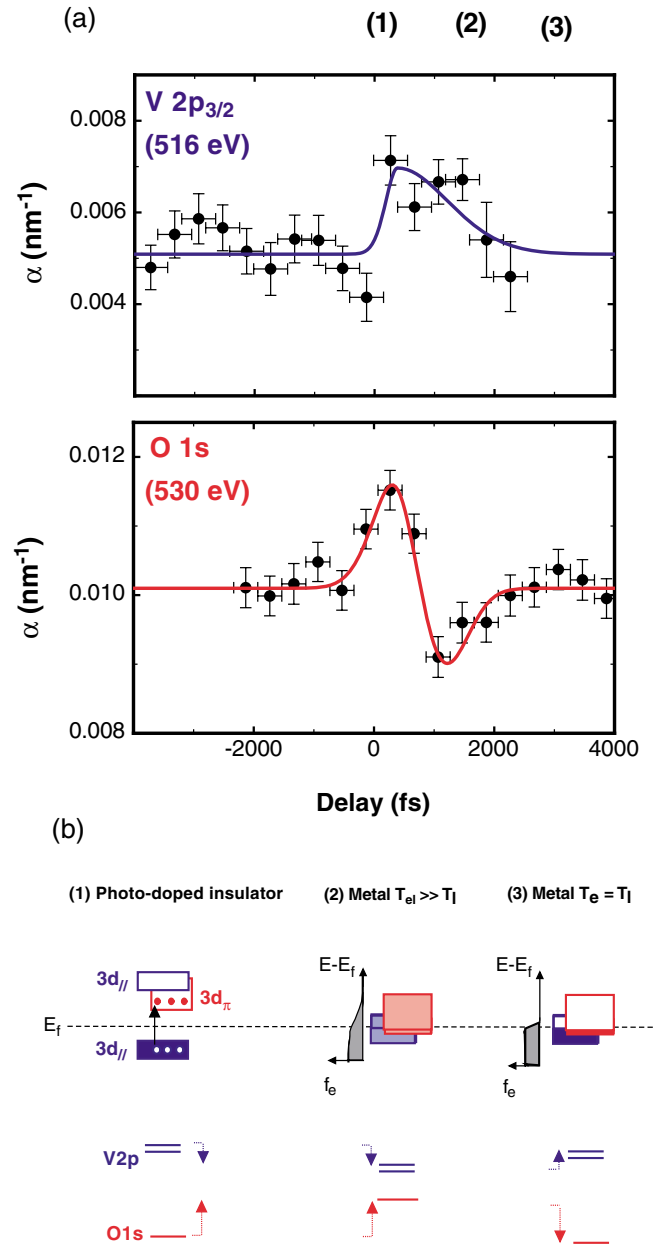 (a)
(1) (2) (3)
V 2p3/2
(516 eV)
0.008
0.006
0.004
α (nm-1)
O 1s
(530 eV)
0.012
0.010
0.008
α (nm-1)
-2000 0 2000 4000
Delay (fs)
(b)
(1) Photo-doped insulator (2) Metal Tel >> Tl (3) Metal Te = Tl
E-Ef E-Ef
3d//
3dπ
Ef
3d//
fe fe
V2p
O1s